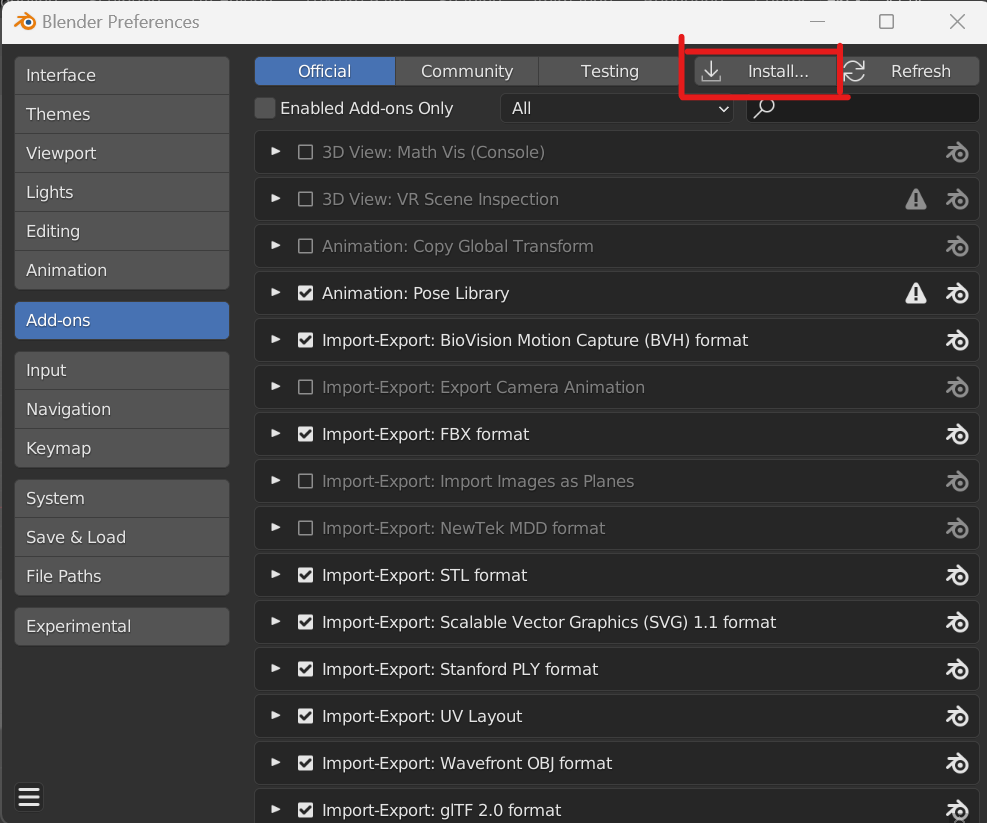 Blender Preferences
Interface
Themes
Viewport
Lights
Editing
Animation
Add-ons
Input
Navigation
Keymap
System
Save & Load
File Paths
Experimental
Official Community Testing Install... Refresh
Enabled Add-ons Only All
3D View: Math Vis (Console)
3D View: VR Scene Inspection
Animation: Copy Global Transform
Animation: Pose Library
Import-Export: BioVision Motion Capture (BVH) format
Import-Export: Export Camera Animation
Import-Export: FBX format
Import-Export: Import Images as Planes
Import-Export: NewTek MDD format
Import-Export: STL format
Import-Export: Scalable Vector Graphics (SVG) 1.1 format
Import-Export: Stanford PLY format
Import-Export: UV Layout
Import-Export: Wavefront OBJ format
Import-Export: glTF 2.0 format